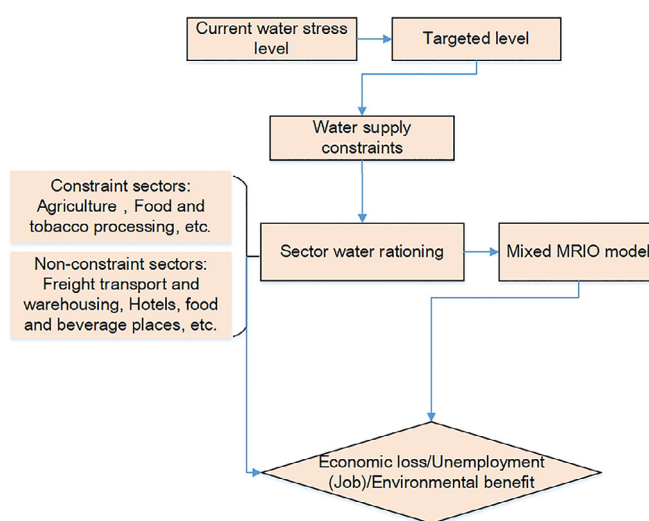 Current water stress
level
Targeted level
Water supply
constraints
Constraint sectors:
Agriculture , Food and
tobacco processing, etc.
Sector water rationing
Mixed MRIO model
Non-constraint sectors:
Freight transport and
warehousing, Hotels, food
and beverage places, etc.
Economic loss/Unemployment
(Job)/Environmental benefit